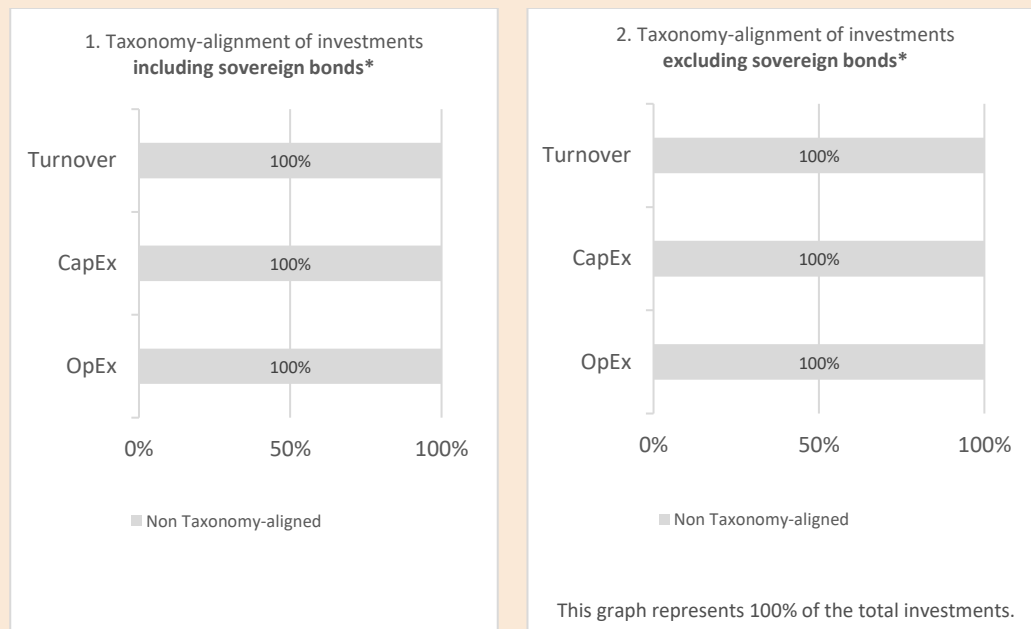 1. Taxonomy-alignment of investments
including sovereign bonds*
Turnover
100%
CapEx
100%
OpEx
100%
0%
50%
100%
Non Taxonomy-aligned
2. Taxonomy-alignment of investments
excluding sovereign bonds*
Turnover
100%
CapEx
100%
OpEx
100%
0%
50%
100%
Non Taxonomy-aligned
This graph represents 100% of the total investments.